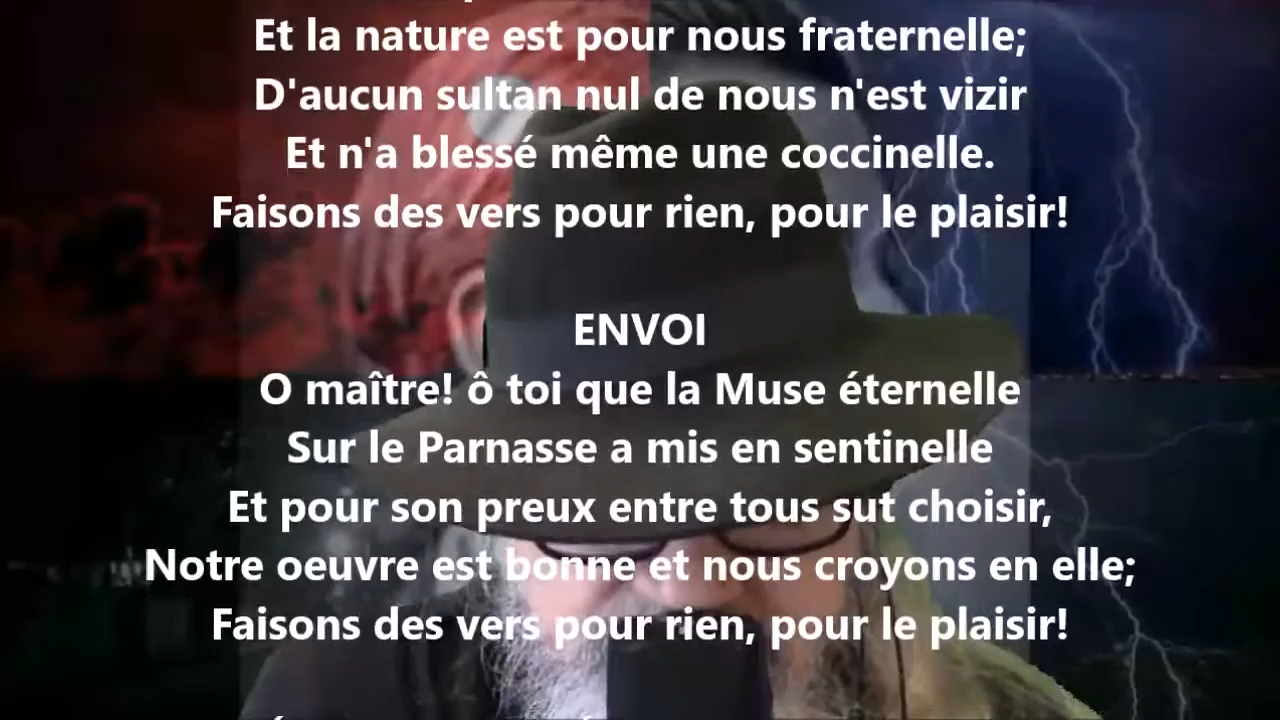 Et la nature est pour nous fraternelle;
D'aucun sultan nul de nous n'est vizir
Et n'a blessé même une coccinelle.
Faisons des vers pour rien, pour le plaisir!
ENVOI
O maître! ô toi que la Muse éternelle
Sur le Parnasse a mis en sentinelle
Et pour son preux entre tous sut choisir,
Notre oeuvre est bonne et nous croyons en elle;
Faisons des vers pour rien, pour le plaisir!